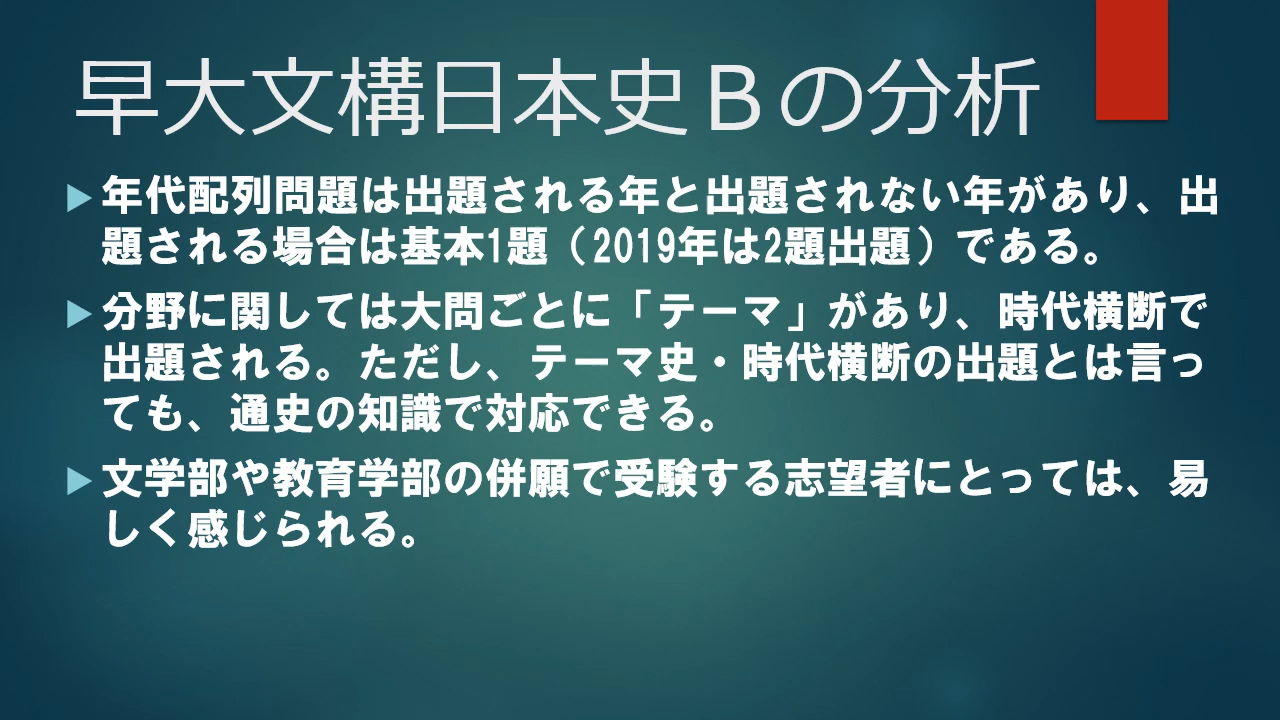 早大文構日本史Bの分析
年代配列問題は出題される年と出題されない年があり、出
題される場合は基本1題（2019年は2題出題）である。
分野に関しては大問ごとに「テーマ」があり、時代横断で
出題される。ただし、テーマ史・時代横断の出題とは言っ
ても、通史の知識で対応できる。
文学部や教育学部の併願で受験する志望者にとっては、易
しく感じられる。